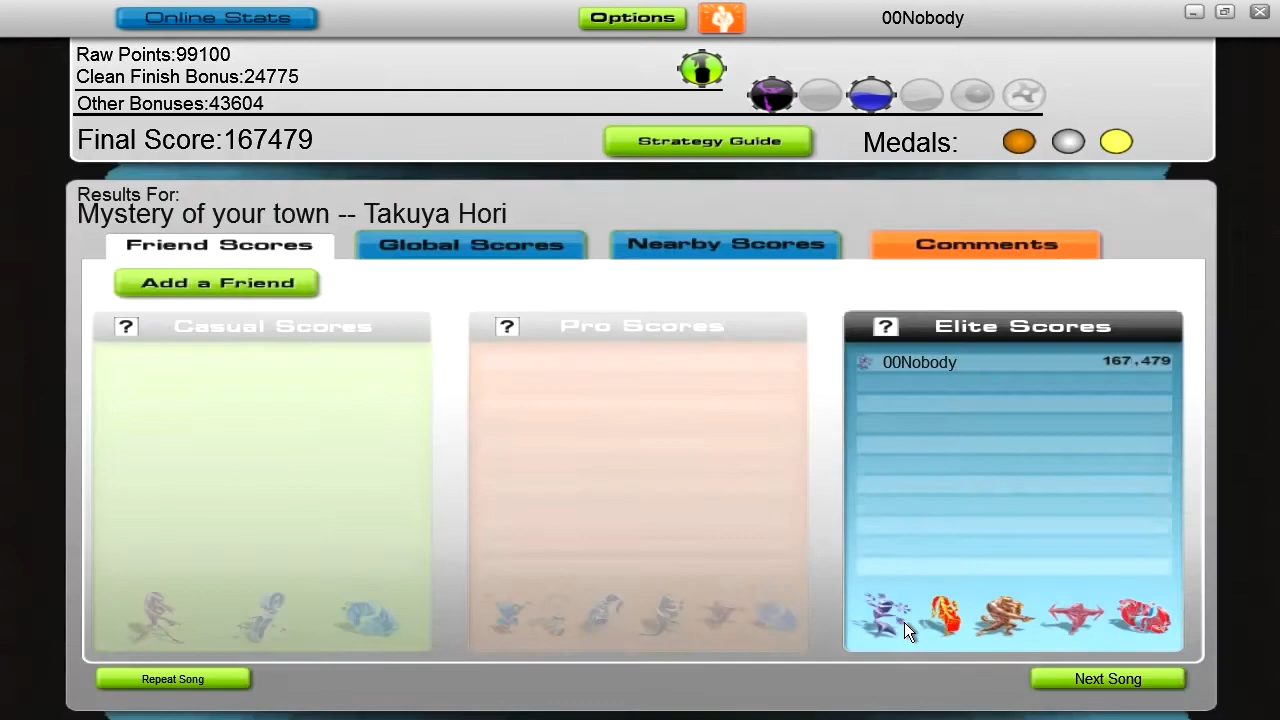 Online Stats
Options
00Nobody
Raw Points:99100
Clean Finish Bonus:24775
Other Bonuses:43604
Final Score:167479
Strategy Guide
Medals:
Results For:
Mystery of your town -- Takuya Hori
Friend Scores
Global Scores
Nearby Scores
Comments
Add a Friend
? Casual Scores
? Pro Scores
? Elite Scores
00Nobody 167,479
Repeat Song
Next Song